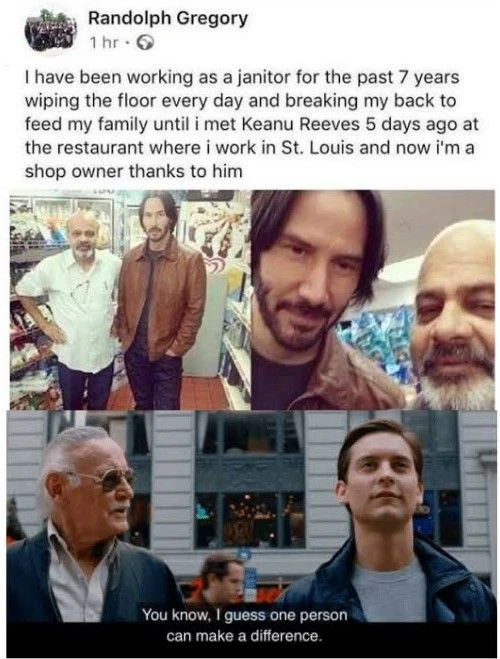 Randolph Gregory
1 hr ·
I have been working as a janitor for the past 7 years
wiping the floor every day and breaking my back to
feed my family until i met Keanu Reeves 5 days ago at
the restaurant where i work in St. Louis and now i'm a
shop owner thanks to him
You know, I guess one person
can make a difference.